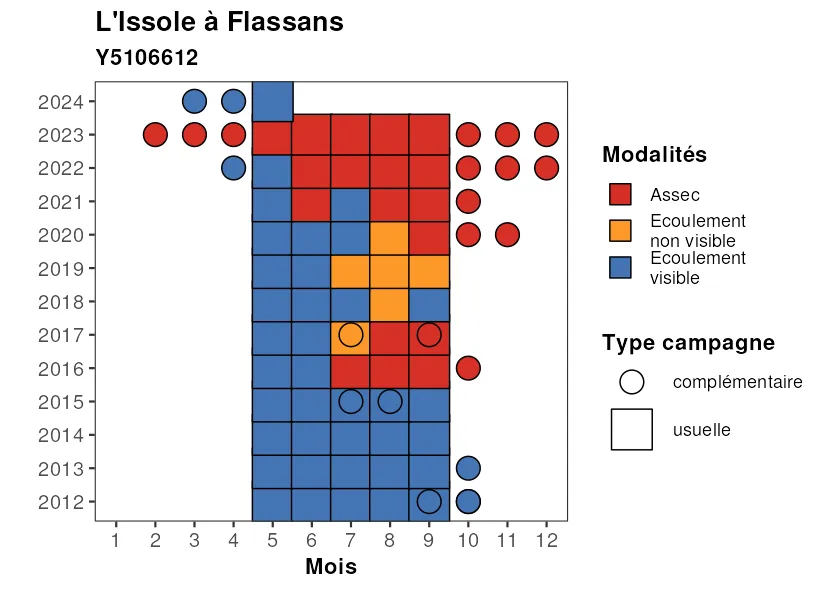 L'Issole à Flassans
Y5106612
2024
2023
2022
2021
2020
2019
2018
2017
2016
2015
2014
2013
2012
1 2 3 4 5 6 7 8 9 10 11 12
Mois
Modalités
Assec
Ecoulement
non visible
Ecoulement
visible
Type campagne
complémentaire
usuelle